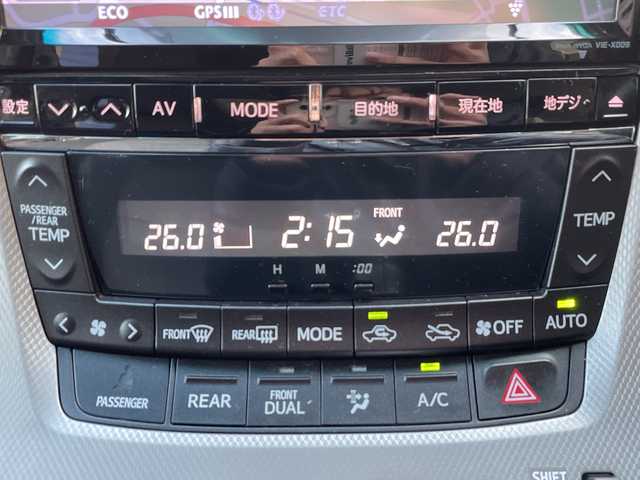 ECO GPS ETC
VIE-X009
設定 AV MODE 目的地 現在地 地デジ
PASSENGER
/REAR
TEMP
26.0 2:15 FRONT 26.0
TEMP
H M :00
FRONT REAR MODE OFF AUTO
PASSENGER REAR FRONT
DUAL A/C
SHIFT